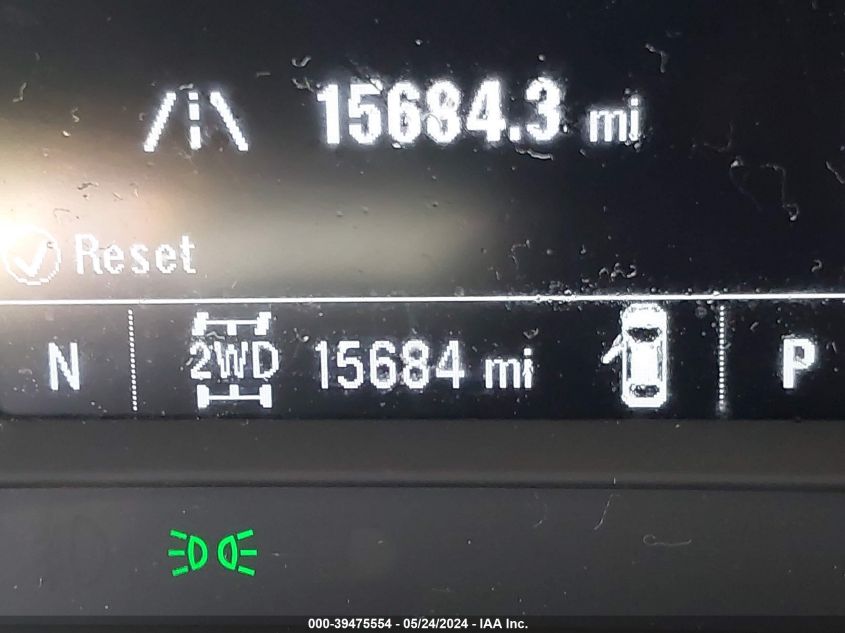 15684.3 mi
Reset
N 2WD 15684 mi P
000-39475554 - 05/24/2024 - IAA Inc.